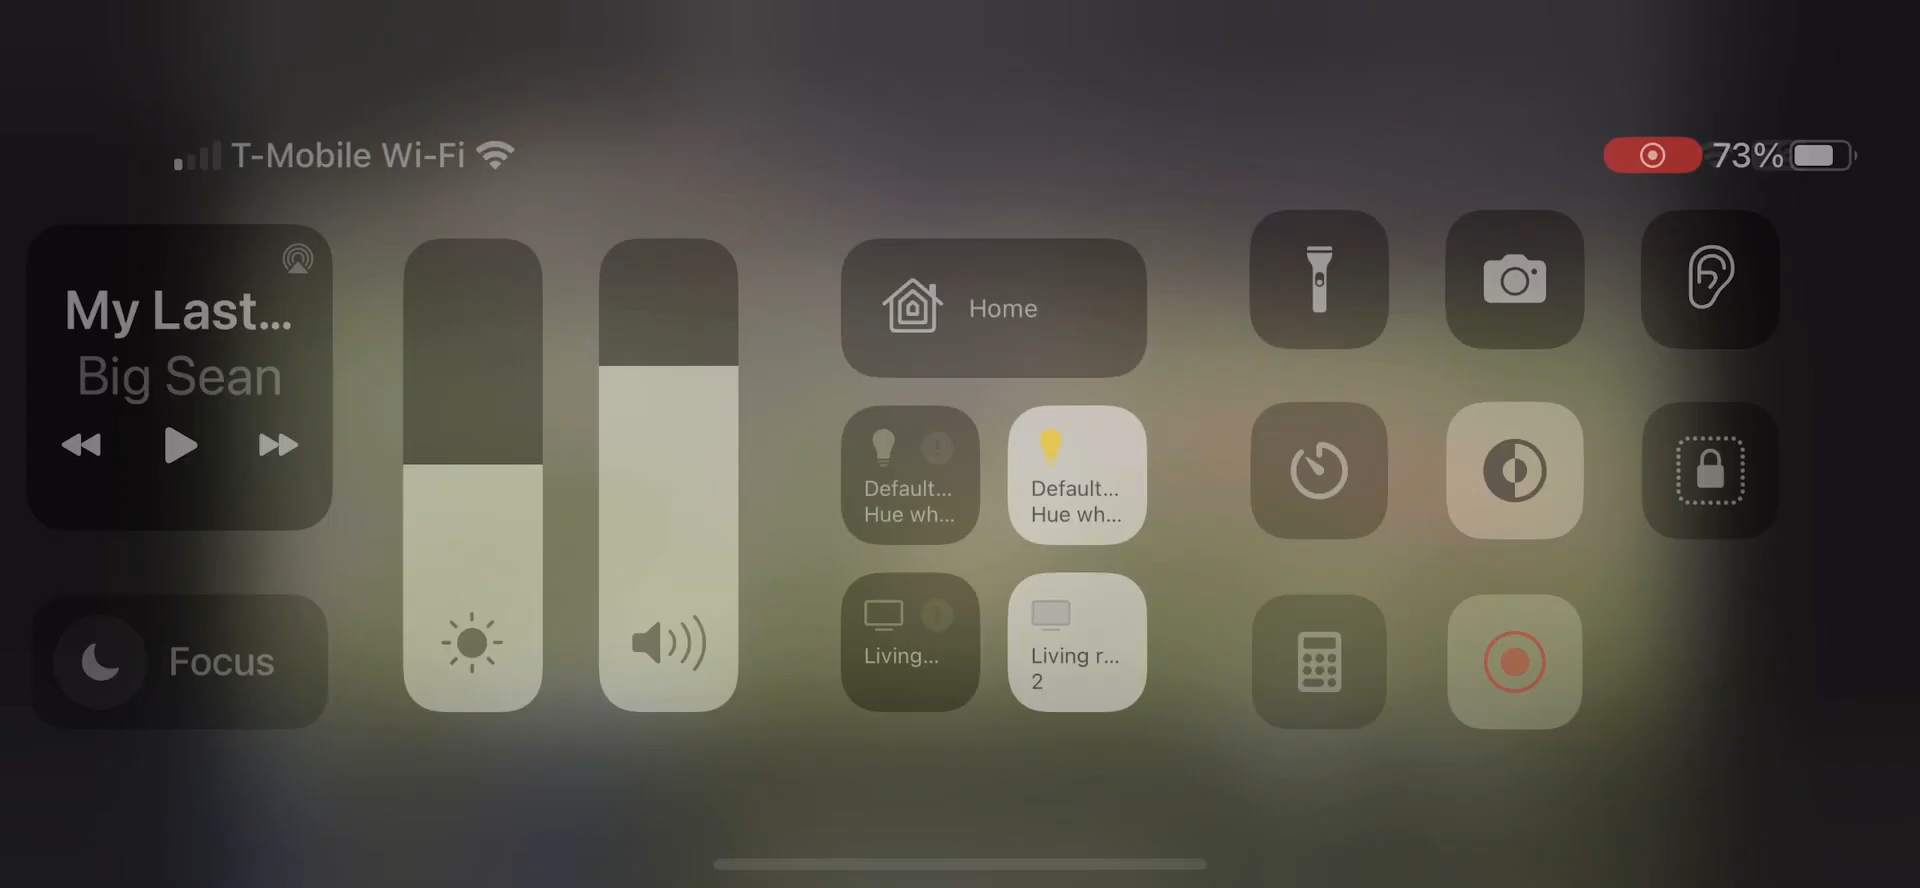 T-Mobile Wi-Fi
73%
My Last...
Big Sean
Focus
Home
Default...
Hue wh...
Default...
Hue wh...
Living...
Living r...
2